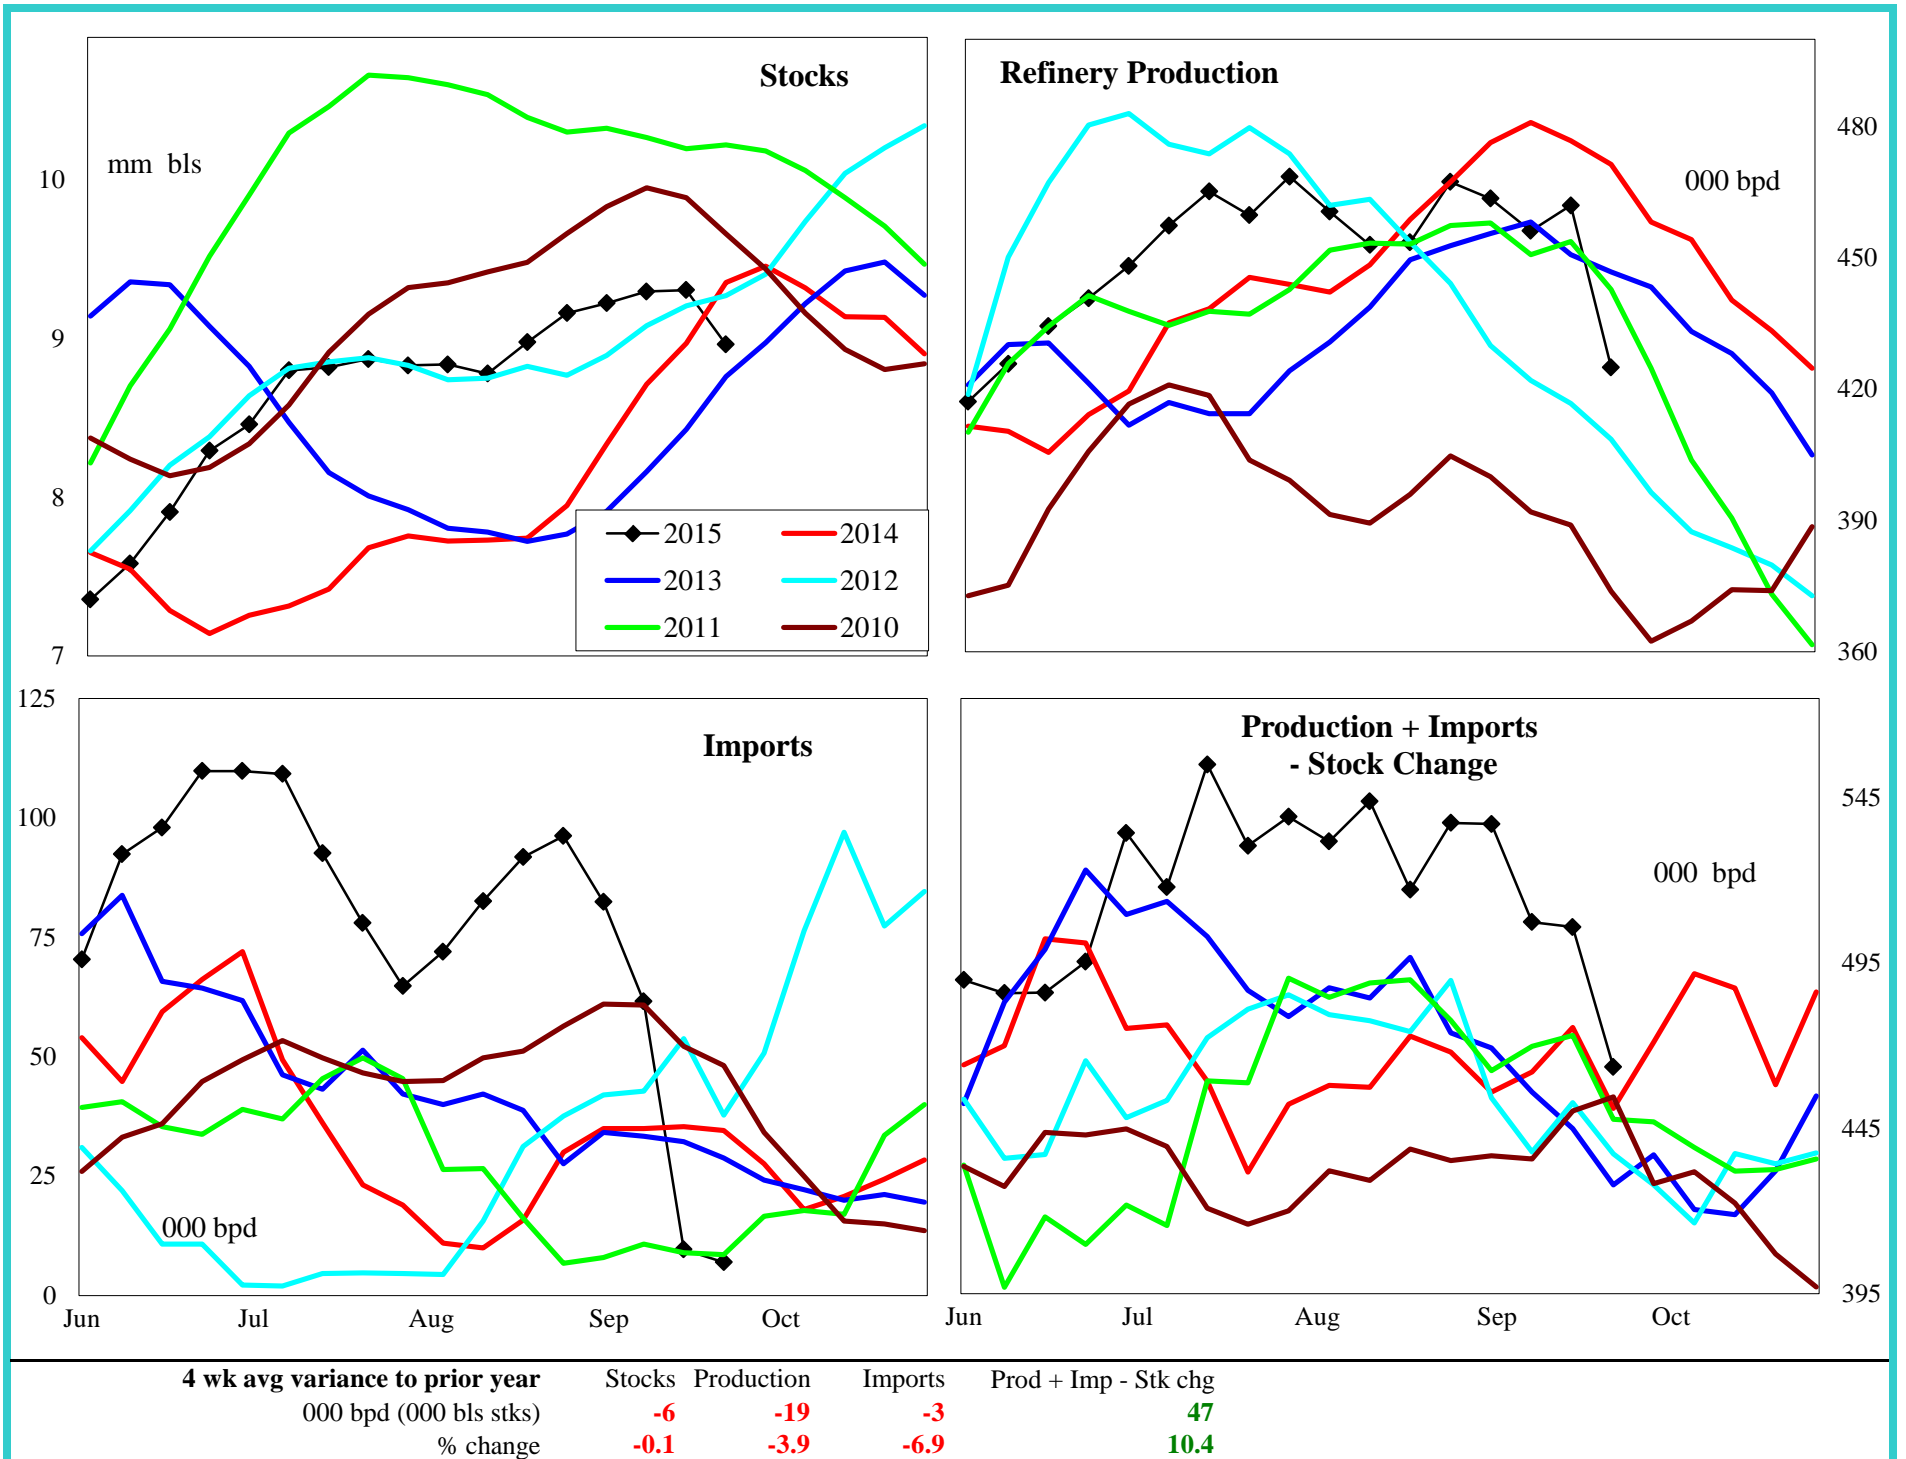 Stocks
mm bls
10
9
8
7
2015
2014
2013
2012
2011
2010
Refinery Production
000 bpd
480
450
420
390
360
Imports
000 bpd
125
100
75
50
25
0
Jun Jul Aug Sep Oct
Production + Imports
- Stock Change
000 bpd
545
495
445
395
Jun Jul Aug Sep Oct
4 wk avg variance to prior year Stocks Production Imports Prod + Imp - Stk chg
000 bpd (000 bls stks) -6 -19 -3 47
% change -0.1 -3.9 -6.9 10.4